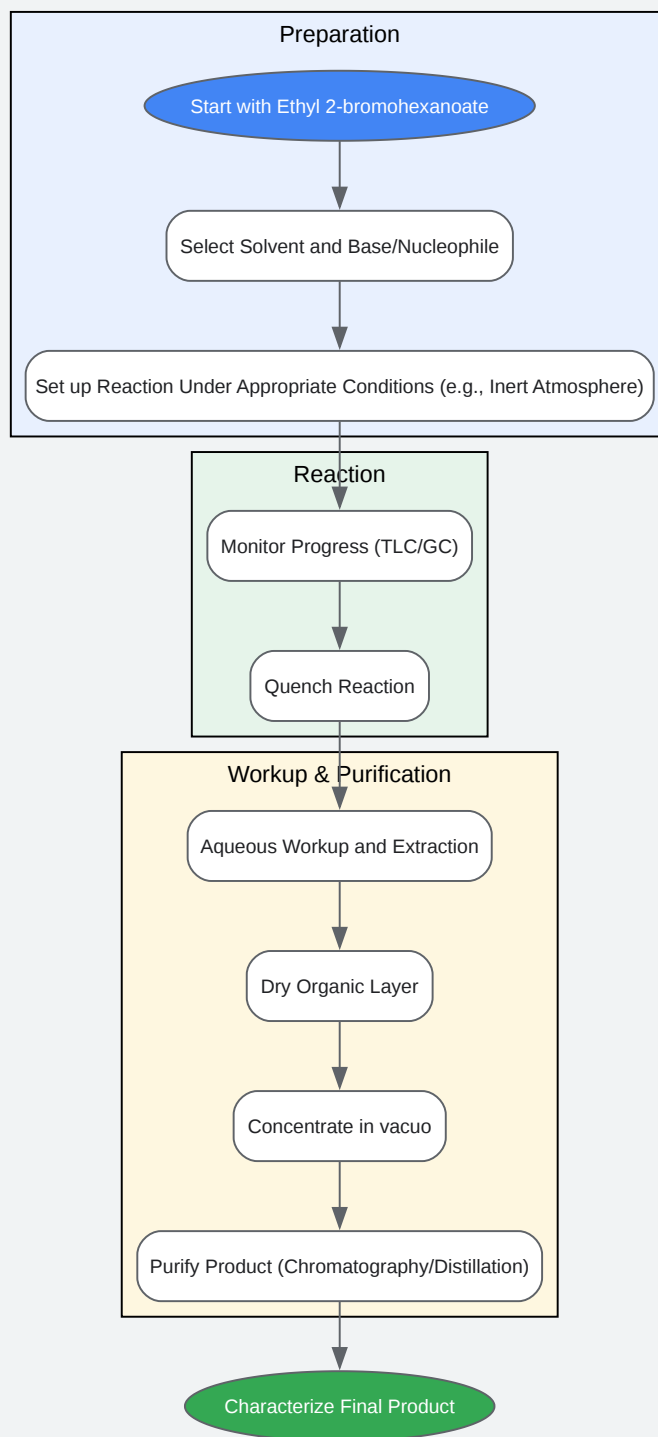 Preparation
Start with Ethyl 2-bromohexanoate
Select Solvent and Base/Nucleophile
Set up Reaction Under Appropriate Conditions (e.g., Inert Atmosphere)
Reaction
Monitor Progress (TLC/GC)
Quench Reaction
Workup & Purification
Aqueous Workup and Extraction
Dry Organic Layer
Concentrate in vacuo
Purify Product (Chromatography/Distillation)
Characterize Final Product